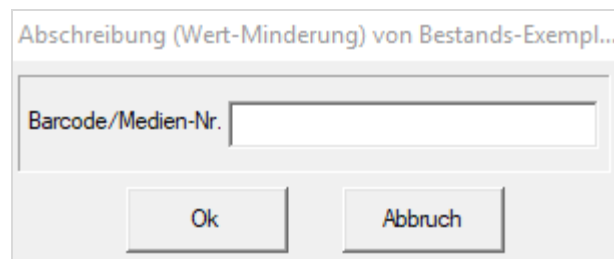 Abschreibung (Wert-Minderung) von Bestands-Exempl...
Barcode/Medien-Nr.
Ok Abbruch